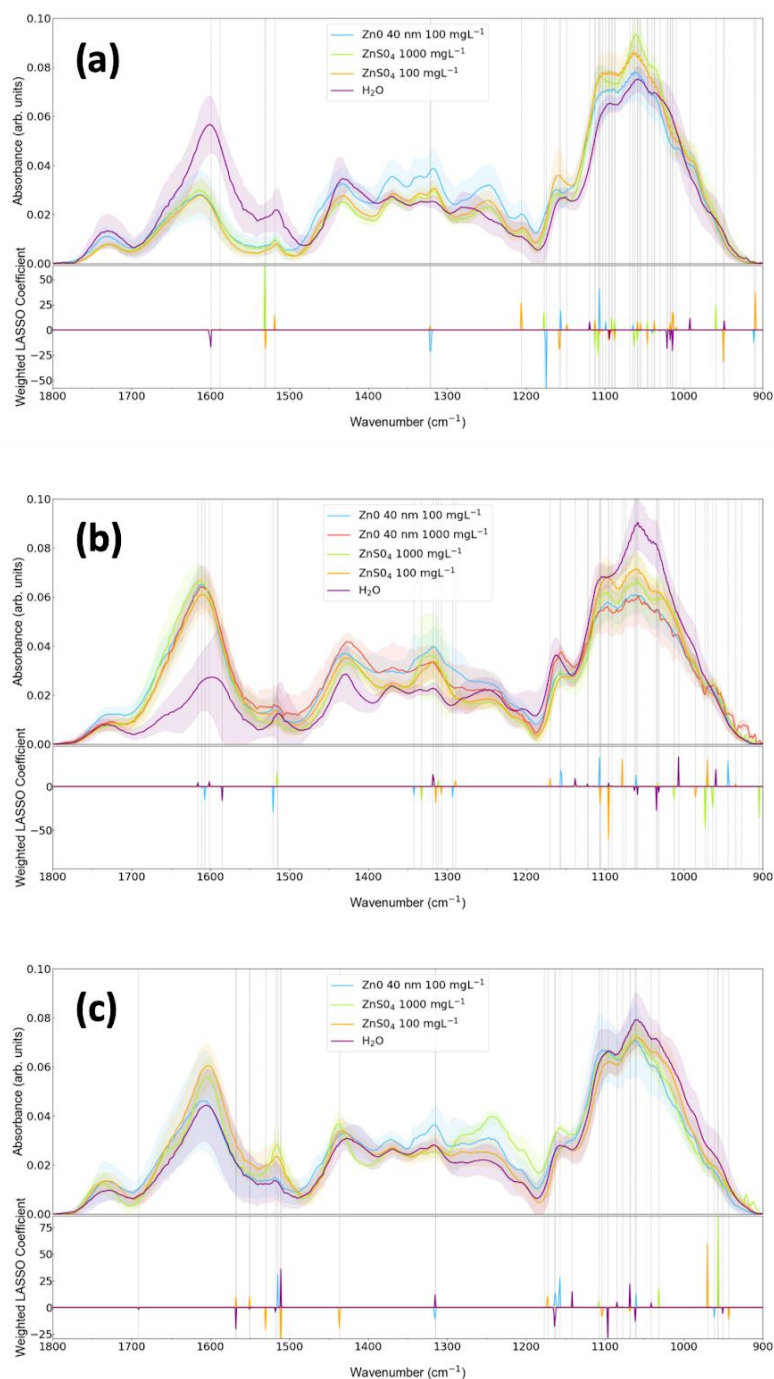 (a)
Absorbance (arb. units)
0.10
0.08
0.06
0.04
0.02
0.00
Zn0 40 nm 100 mgL⁻¹
ZnS0₄ 1000 mgL⁻¹
ZnS0₄ 100 mgL⁻¹
H₂O
Weighted LASSO Coefficient
50
25
0
−25
−50
1800 1700 1600 1500 1400 1300 1200 1100 1000 900
Wavenumber (cm⁻¹)
(b)
Absorbance (arb. units)
0.10
0.08
0.06
0.04
0.02
0.00
Zn0 40 nm 100 mgL⁻¹
Zn0 40 nm 1000 mgL⁻¹
ZnS0₄ 1000 mgL⁻¹
ZnS0₄ 100 mgL⁻¹
H₂O
Weighted LASSO Coefficient
0
−50
1800 1700 1600 1500 1400 1300 1200 1100 1000 900
Wavenumber (cm⁻¹)
(c)
Absorbance (arb. units)
0.10
0.08
0.06
0.04
0.02
0.00
Zn0 40 nm 100 mgL⁻¹
ZnS0₄ 1000 mgL⁻¹
ZnS0₄ 100 mgL⁻¹
H₂O
Weighted LASSO Coefficient
75
50
25
0
−25
1800 1700 1600 1500 1400 1300 1200 1100 1000 900
Wavenumber (cm⁻¹)